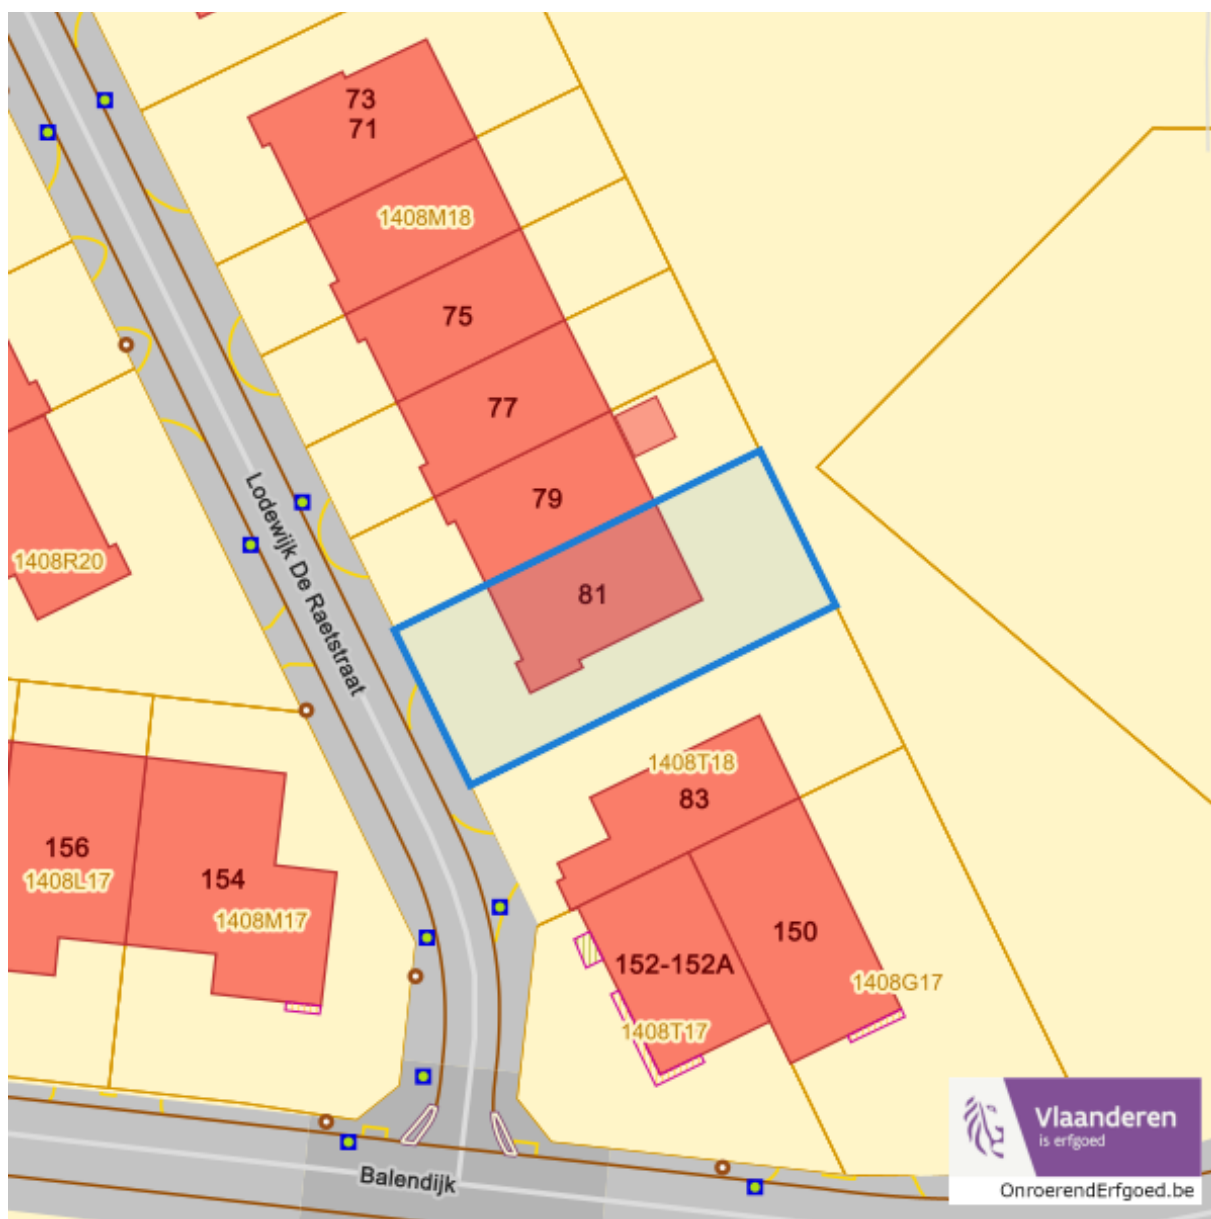 73
71
1408M18
75
77
79
81
Lodewijk De Raetstraat
1408R20
1408T18
83
156
1408L17
154
1408M17
150
152-152A
1408G17
1408T17
Balendijk
Vlaanderen
is erfgoed
OnroerendErfgoed.be